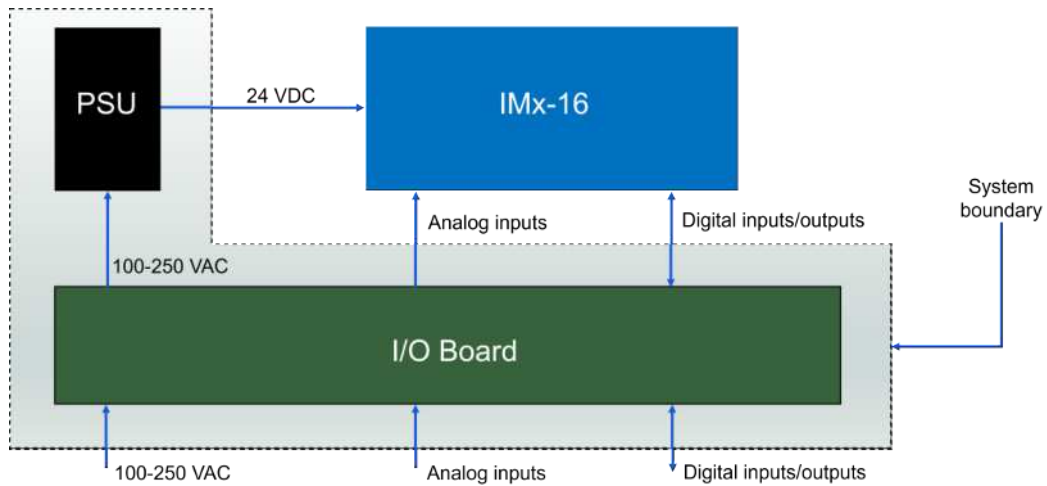 PSU
24 VDC
IMx-16
System
boundary
Analog inputs
Digital inputs/outputs
100-250 VAC
I/O Board
100-250 VAC
Analog inputs
Digital inputs/outputs